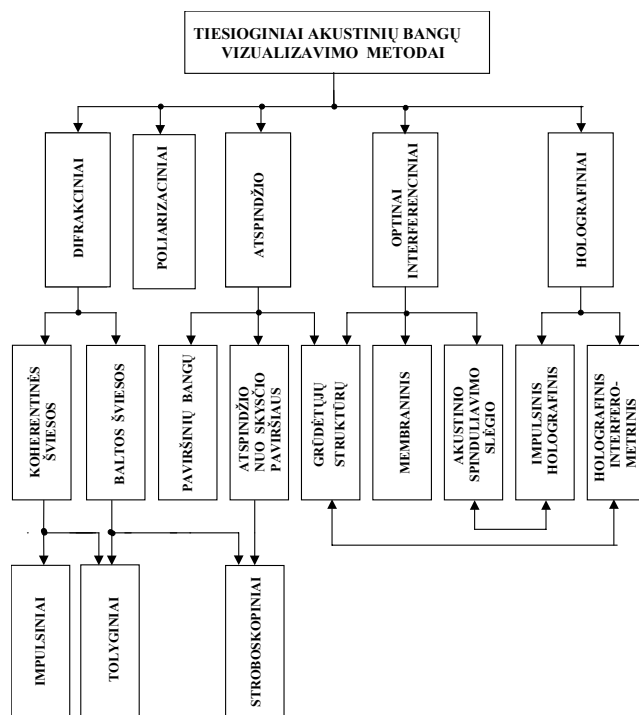 TIESIOGINIAI AKUSTINIŲ BANGŲ
VIZUALIZAVIMO METODAI
DIFRAKCINIAI
POLIARIZACINIAI
ATSPINDŽIO
OPTINAI
INTERFERENCINIAI
HOLOGRAFINIAI
KOHERENTINĖS
ŠVIESOS
BALTOS ŠVIESOS
PAVIRŠINIŲ BANGŲ
ATSPINDŽIO
NUO SKYSČIO
PAVIRŠIAUS
GRŪDĖTŲJŲ
STRUKTŪRŲ
MEMBRANINIS
AKUSTINIO
SPINDULIAVIMO
SLĖGIO
IMPULSINIS
HOLOGRAFINIS
HOLOGRAFINIS
INTERFERO-
METRINIS
IMPULSINIAI
TOLYGINIAI
STROBOSKOPINIAI